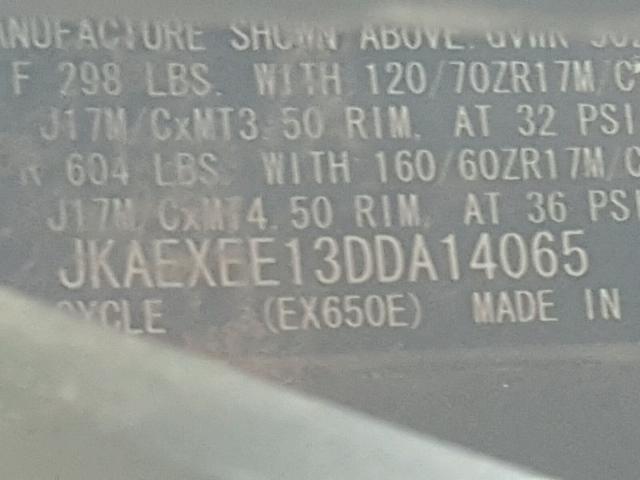 ANUFACTURE SHOWN ABOVE. GVWR
F 298 LBS. WITH 120/70ZR17M/C
J17M/CxMT3.50 RIM, AT 32 PSI
R 604 LBS. WITH 160/60ZR17M/C
J17M/CxMT4.50 RIM, AT 36 PSI
JKAEXEE13DDA14065
CYCLE (EX650E) MADE IN